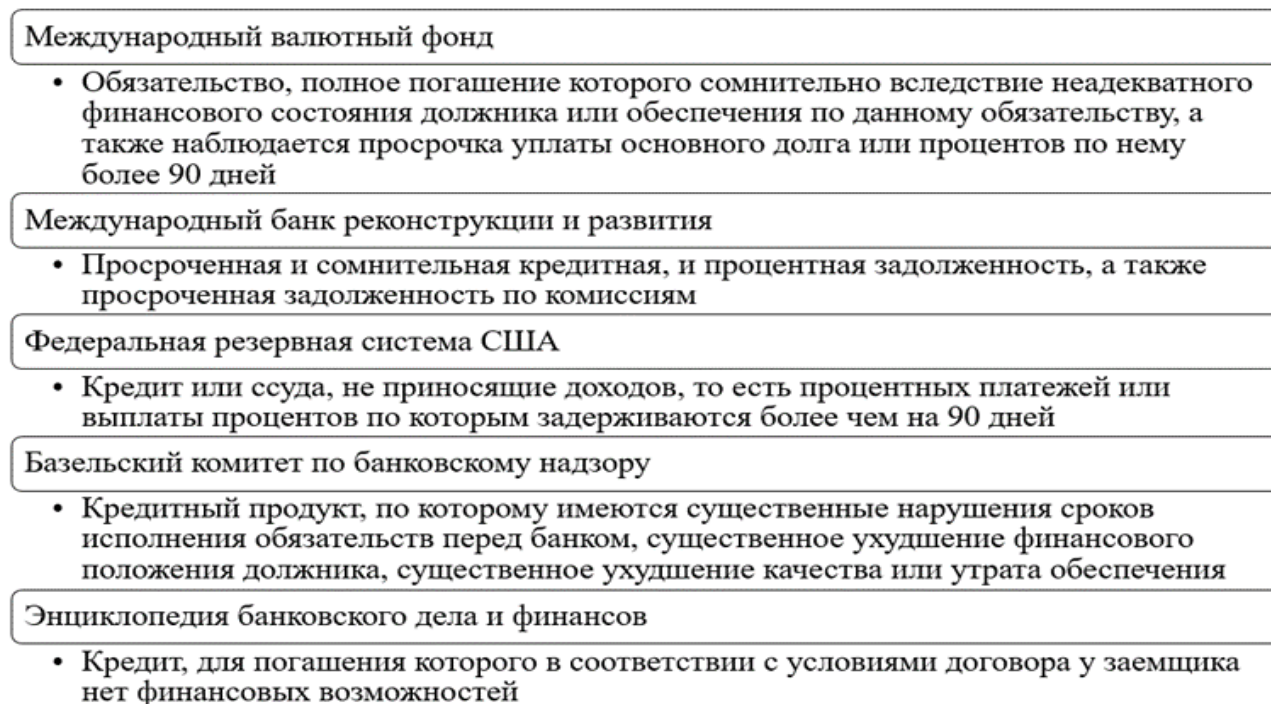 Международный валютный фонд
• Обязательство, полное погашение которого сомнительно вследствие неадекватного
финансового состояния должника или обеспечения по данному обязательству, а
также наблюдается просрочка уплаты основного долга или процентов по нему
более 90 дней
Международный банк реконструкции и развития
• Просроченная и сомнительная кредитная, и процентная задолженность, а также
просроченная задолженность по комиссиям
Федеральная резервная система США
• Кредит или ссуда, не приносящие доходов, то есть процентных платежей или
выплаты процентов по которым задерживаются более чем на 90 дней
Базельский комитет по банковскому надзору
• Кредитный продукт, по которому имеются существенные нарушения сроков
исполнения обязательств перед банком, существенное ухудшение финансового
положения должника, существенное ухудшение качества или утрата обеспечения
Энциклопедия банковского дела и финансов
• Кредит, для погашения которого в соответствии с условиями договора у заемщика
нет финансовых возможностей